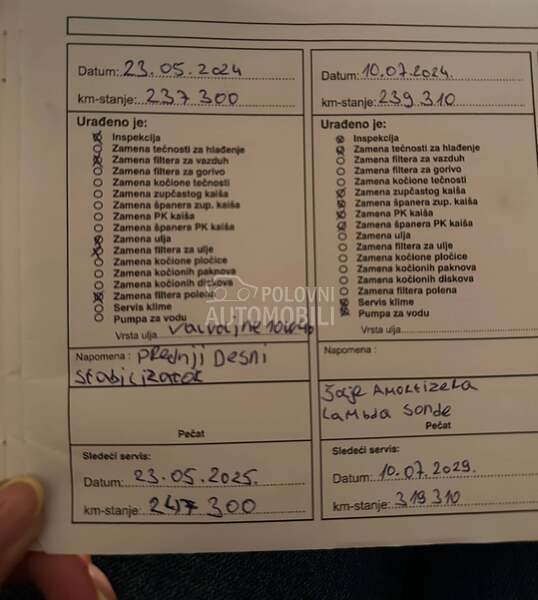 Datum: 23.05.2024
km-stanje: 237 300
Urađeno je:
Inspekcija
Zamena tečnosti za hlađenje
Zamena filtera za vazduh
Zamena filtera za gorivo
Zamena kočione tečnosti
Zamena zupčastog kaiša
Zamena španera zup. kaiša
Zamena PK kaiša
Zamena španera PK kaiša
Zamena ulja
Zamena filtera za ulje
Zamena kočione pločice
Zamena kočionih paknova
Zamena kočionih diskova
Zamena filtera polena
Servis klime
Pumpa za vodu
Vrsta ulja valvoline 10w40
Napomena : Prednji Desni
stabilizator
Pečat
Sledeći servis:
Datum: 23.05.2025.
km-stanje: 247 300
Datum: 10.07.2024.
km-stanje: 239 310
Urađeno je:
Inspekcija
Zamena tečnosti za hlađenje
Zamena filtera za vazduh
Zamena filtera za gorivo
Zamena kočione tečnosti
Zamena zupčastog kaiša
Zamena španera zup. kaiša
Zamena PK kaiša
Zamena španera PK kaiša
Zamena ulja
Zamena filtera za ulje
Zamena kočione pločice
Zamena kočionih paknova
Zamena kočionih diskova
Zamena filtera polena
Servis klime
Pumpa za vodu
Vrsta ulja:
Napomena :
Šolje Amortizera
Lambda Sonde
Pečat
Sledeći servis:
Datum: 10.07.2029.
km-stanje: 319 310
POLOVNI
AUTOMOBILI